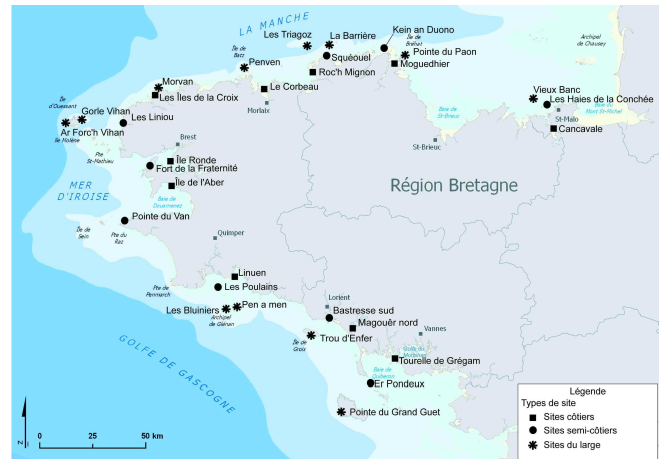 LA MANCHE
Kein an Duono
Les Triagoz
La Barrière
Île de
Bréhat
Archipel
de Chausey
Squéouel
Pointe du Paon
Île de
Batz
Penven
Moguedhier
Roc'h Mignon
Morvan
Le Corbeau
Vieux Banc
Les Îles de la Croix
Morlaix
Les Haies de la Conchée
Île
d'Ouessant
Gorle Vihan
Les Liniou
Baie de
St-Brieuc
St-Malo
Baie du
Mont St-Michel
Ar Forc'h Vihan
Île Molène
Cancavale
Brest
St-Brieuc
Pte
St-Mathieu
Île Ronde
Fort de la Fraternité
Île de l'Aber
Région Bretagne
MER
D'IROISE
Baie de
Douarnenez
Pointe du Van
Île de
Sein
Pte du
Raz
Quimper
Linuen
Pte de
Penmarch
Les Poulains
Lorient
Les Bluiniers
Pen a men
Archipel
de Glénan
Bastresse sud
Magouêr nord
Vannes
Île de
Groix
Trou d'Enfer
Golfe du
Morbihan
Tourelle de Grégam
GOLFE DE GASCOGNE
Baie de
Quiberon
Er Pondeux
Pointe du Grand Guet
Légende
Types de site
Sites côtiers
Sites semi-côtiers
Sites du large
N
0 25 50 km